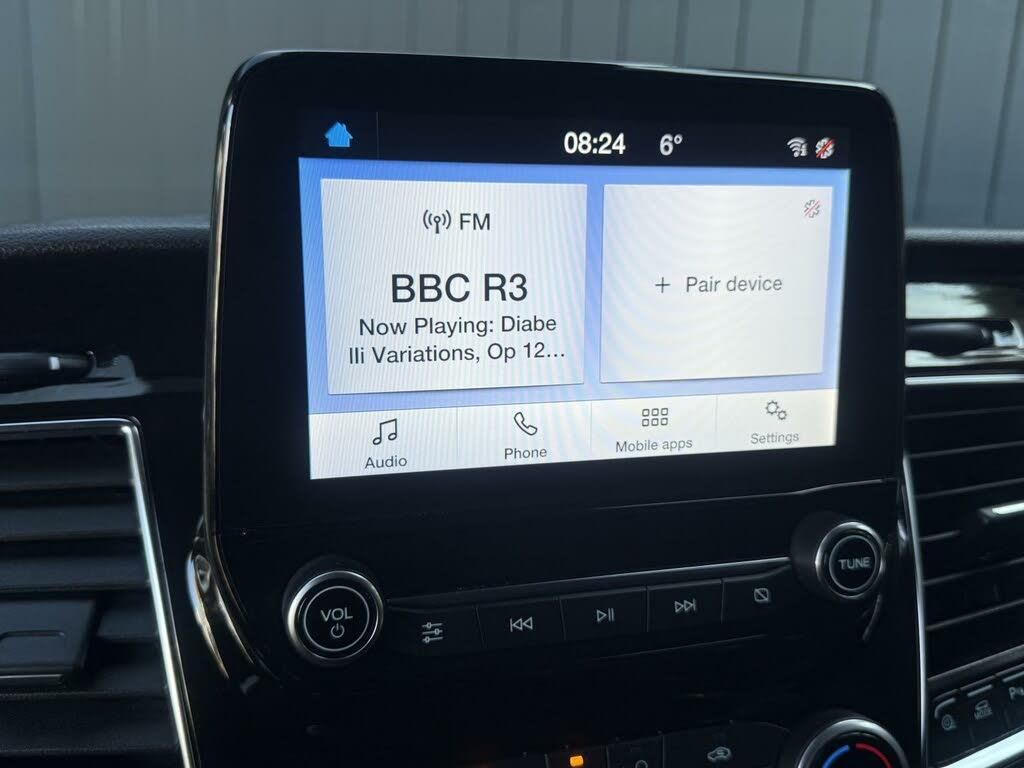 08:24 6°
FM
BBC R3
Now Playing: Diabe
lli Variations, Op 12...
+ Pair device
Audio
Phone
Mobile apps
Settings
VOL
TUNE
MODE